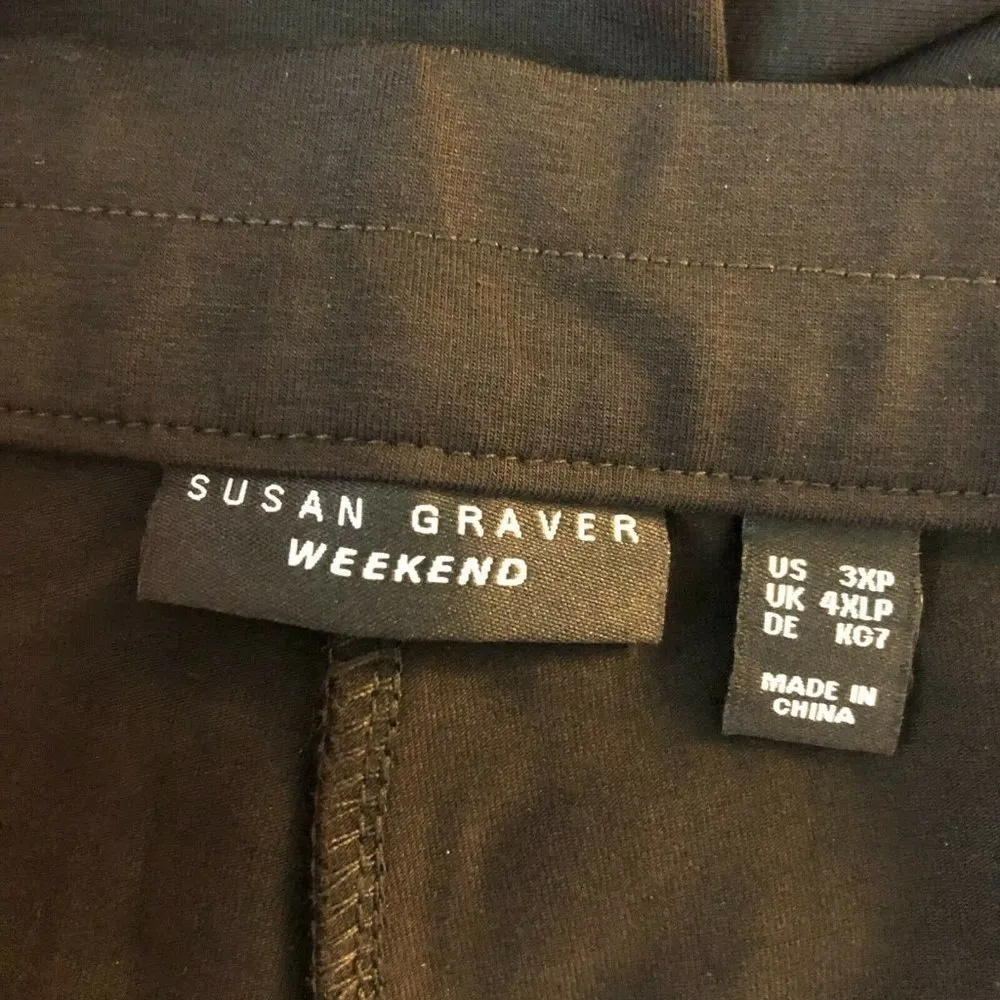 SUSAN GRAVER
WEEKEND
US 3XP
UK 4XLP
DE KG7
MADE IN
CHINA